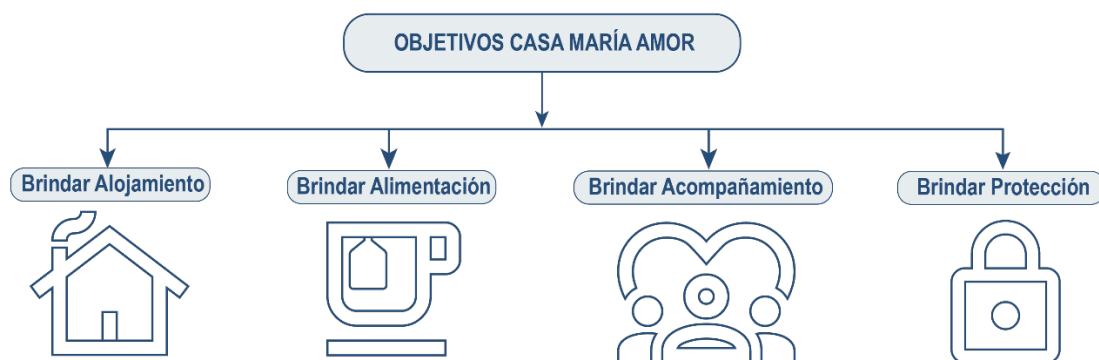 OBJETIVOS CASA MARÍA AMOR
Brindar Alojamiento
Brindar Alimentación
Brindar Acompañamiento
Brindar Protección